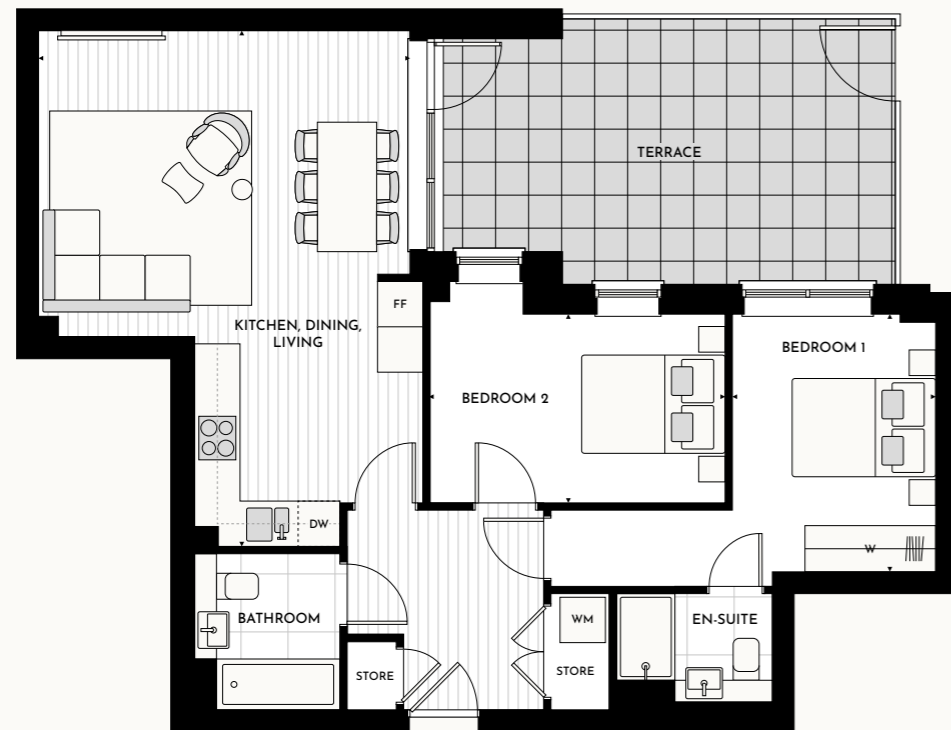 TERRACE
FF
KITCHEN, DINING,
LIVING
BEDROOM 1
BEDROOM 2
DW
W
BATHROOM
WM
EN-SUITE
STORE
STORE